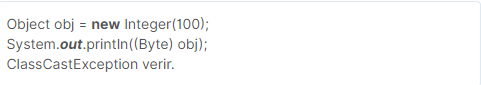 Object obj = new Integer(100);
System.out.println((Byte) obj);
ClassCastException verir.